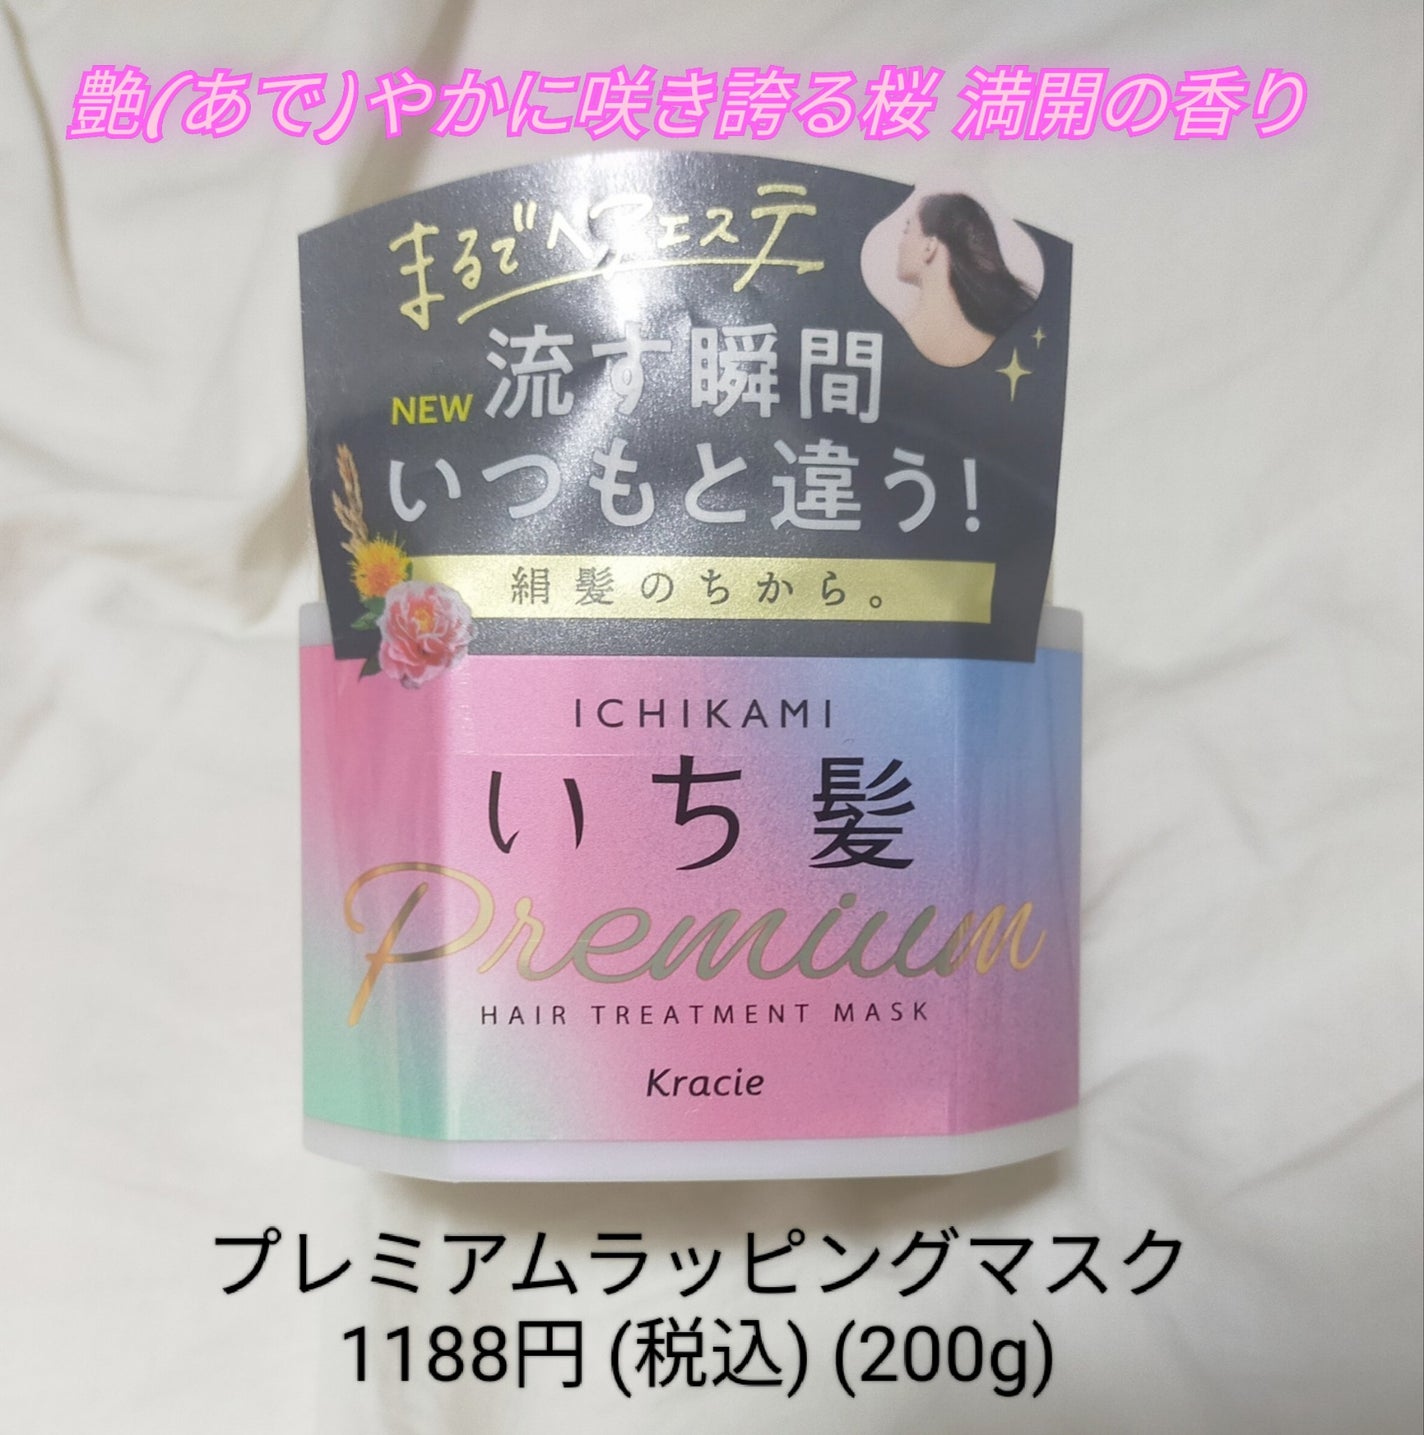 艶(あで)やかに咲き誇る桜 満開の香り
まるでヘアエステ
NEW 流す瞬間
いつもと違う!
絹髪のちから。
ICHIKAMI
いち髪
Premium
HAIR TREATMENT MASK
Kracie
プレミアムラッピングマスク
1188円 (税込) (200g)